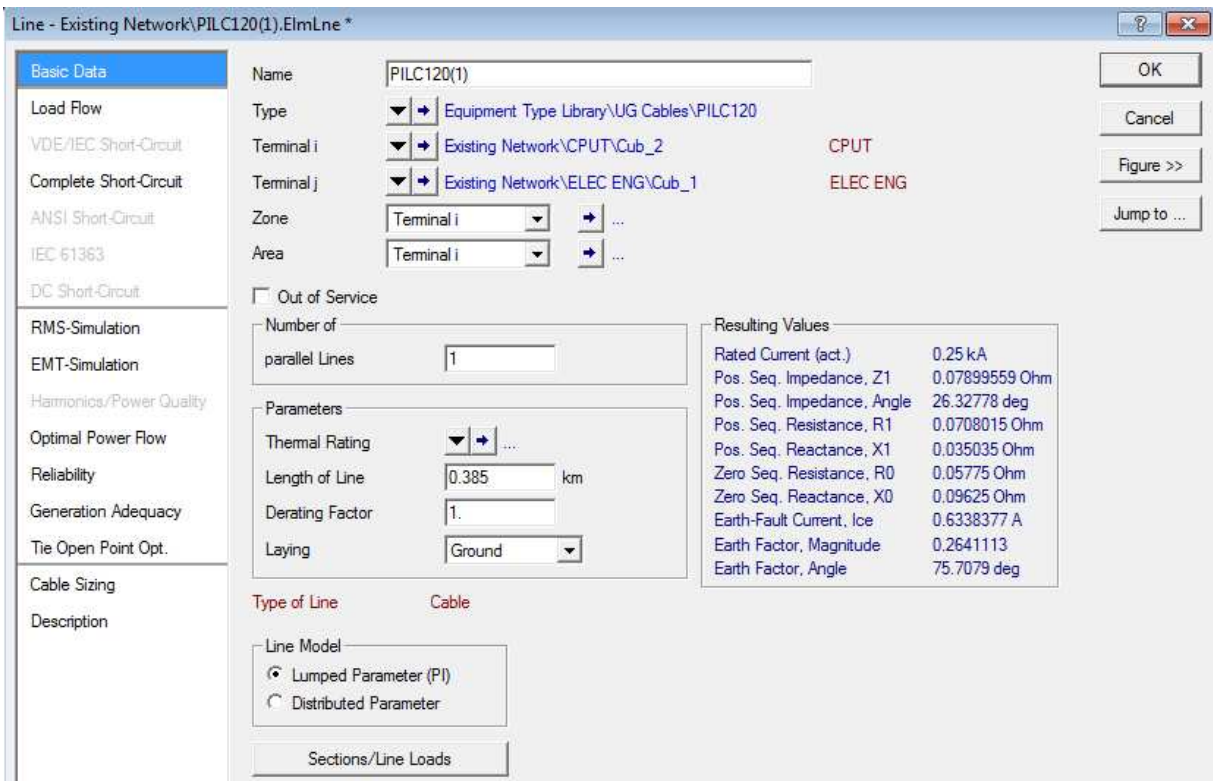 Line - Existing Network\PILC120(1).ElmLne *
Basic Data
Load Flow
VDE/IEC Short-Circuit
Complete Short-Circuit
ANSI Short-Circuit
IEC 61363
DC Short-Circuit
RMS-Simulation
EMT-Simulation
Harmonics/Power Quality
Optimal Power Flow
Reliability
Generation Adequacy
Tie Open Point Opt.
Cable Sizing
Description
Name PILC120(1)
Type Equipment Type Library\UG Cables\PILC120
Terminal i Existing Network\CPUT\Cub_2 CPUT
Terminal j Existing Network\ELEC ENG\Cub_1 ELEC ENG
Zone Terminal i ...
Area Terminal i ...
Out of Service
Number of
parallel Lines 1
Parameters
Thermal Rating ...
Length of Line 0.385 km
Derating Factor 1.
Laying Ground
Type of Line Cable
Line Model
Lumped Parameter (PI)
Distributed Parameter
Sections/Line Loads
Resulting Values
Rated Current (act.) 0.25 kA
Pos. Seq. Impedance, Z1 0.07899559 Ohm
Pos. Seq. Impedance, Angle 26.32778 deg
Pos. Seq. Resistance, R1 0.0708015 Ohm
Pos. Seq. Reactance, X1 0.035035 Ohm
Zero Seq. Resistance, R0 0.05775 Ohm
Zero Seq. Reactance, X0 0.09625 Ohm
Earth-Fault Current, Ice 0.6338377 A
Earth Factor, Magnitude 0.2641113
Earth Factor, Angle 75.7079 deg
OK
Cancel
Figure >>
Jump to ...